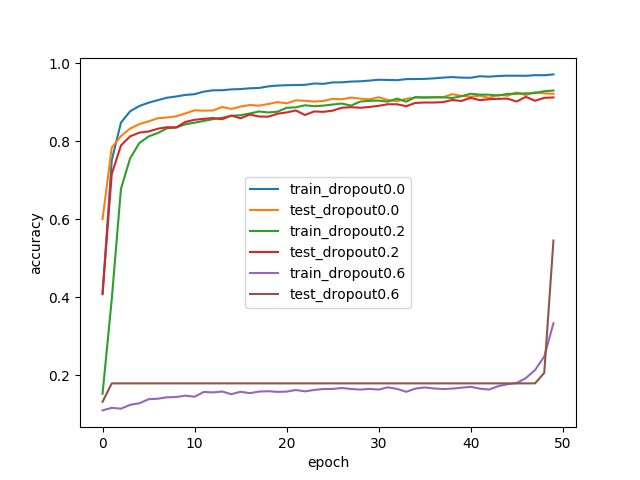 1.0
0.8
0.6
0.4
0.2
accuracy
train_dropout0.0
test_dropout0.0
train_dropout0.2
test_dropout0.2
train_dropout0.6
test_dropout0.6
0 10 20 30 40 50
epoch